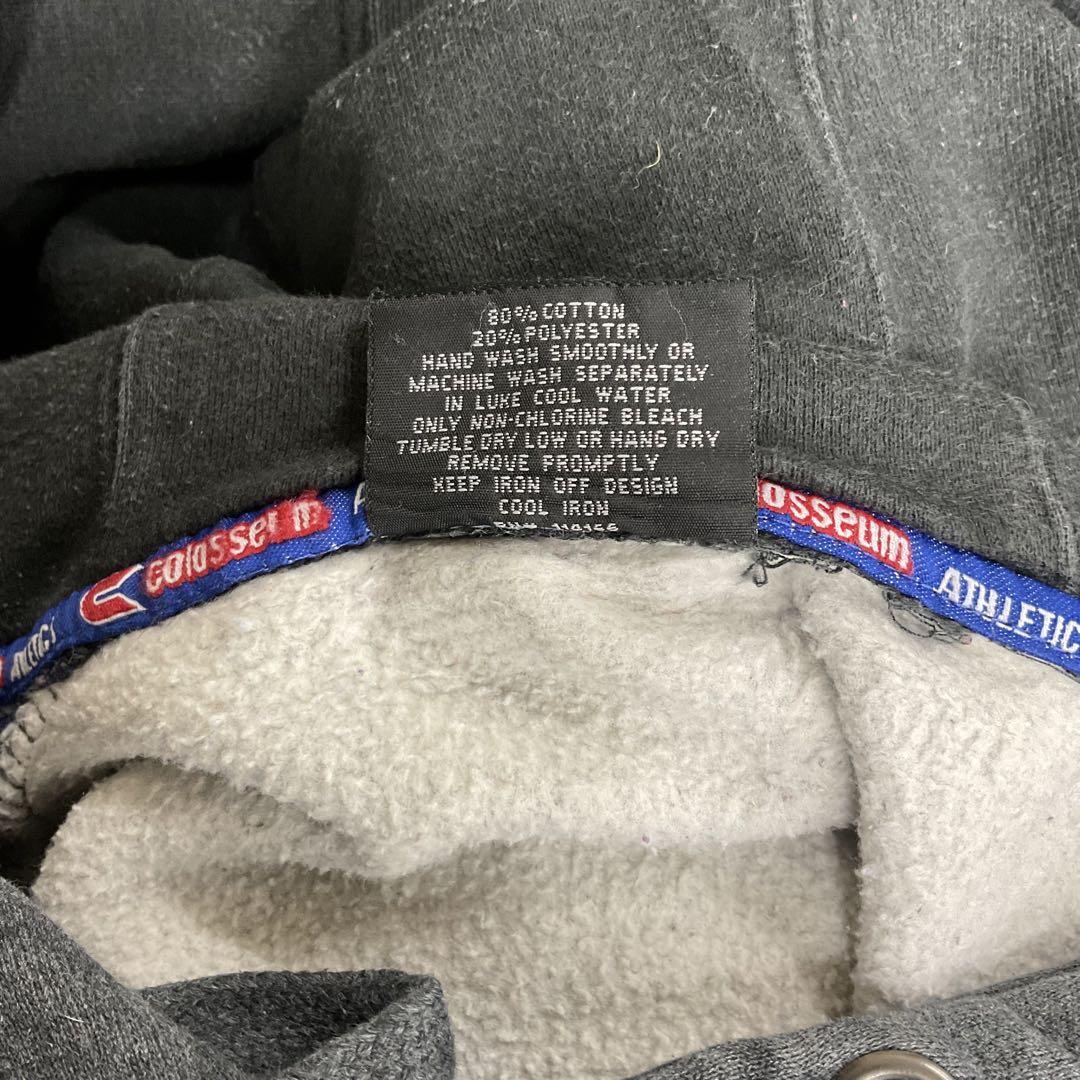 80% COTTON
20% POLYESTER
HAND WASH SMOOTHLY OR
MACHINE WASH SEPARATELY
IN LUKE COOL WATER
ONLY NON-CHLORINE BLEACH
TUMBLE DRY LOW OR HANG DRY
REMOVE PROMPTLY
KEEP IRON OFF DESIGN
COOL IRON
colosseum
osseum
ATHLETIC